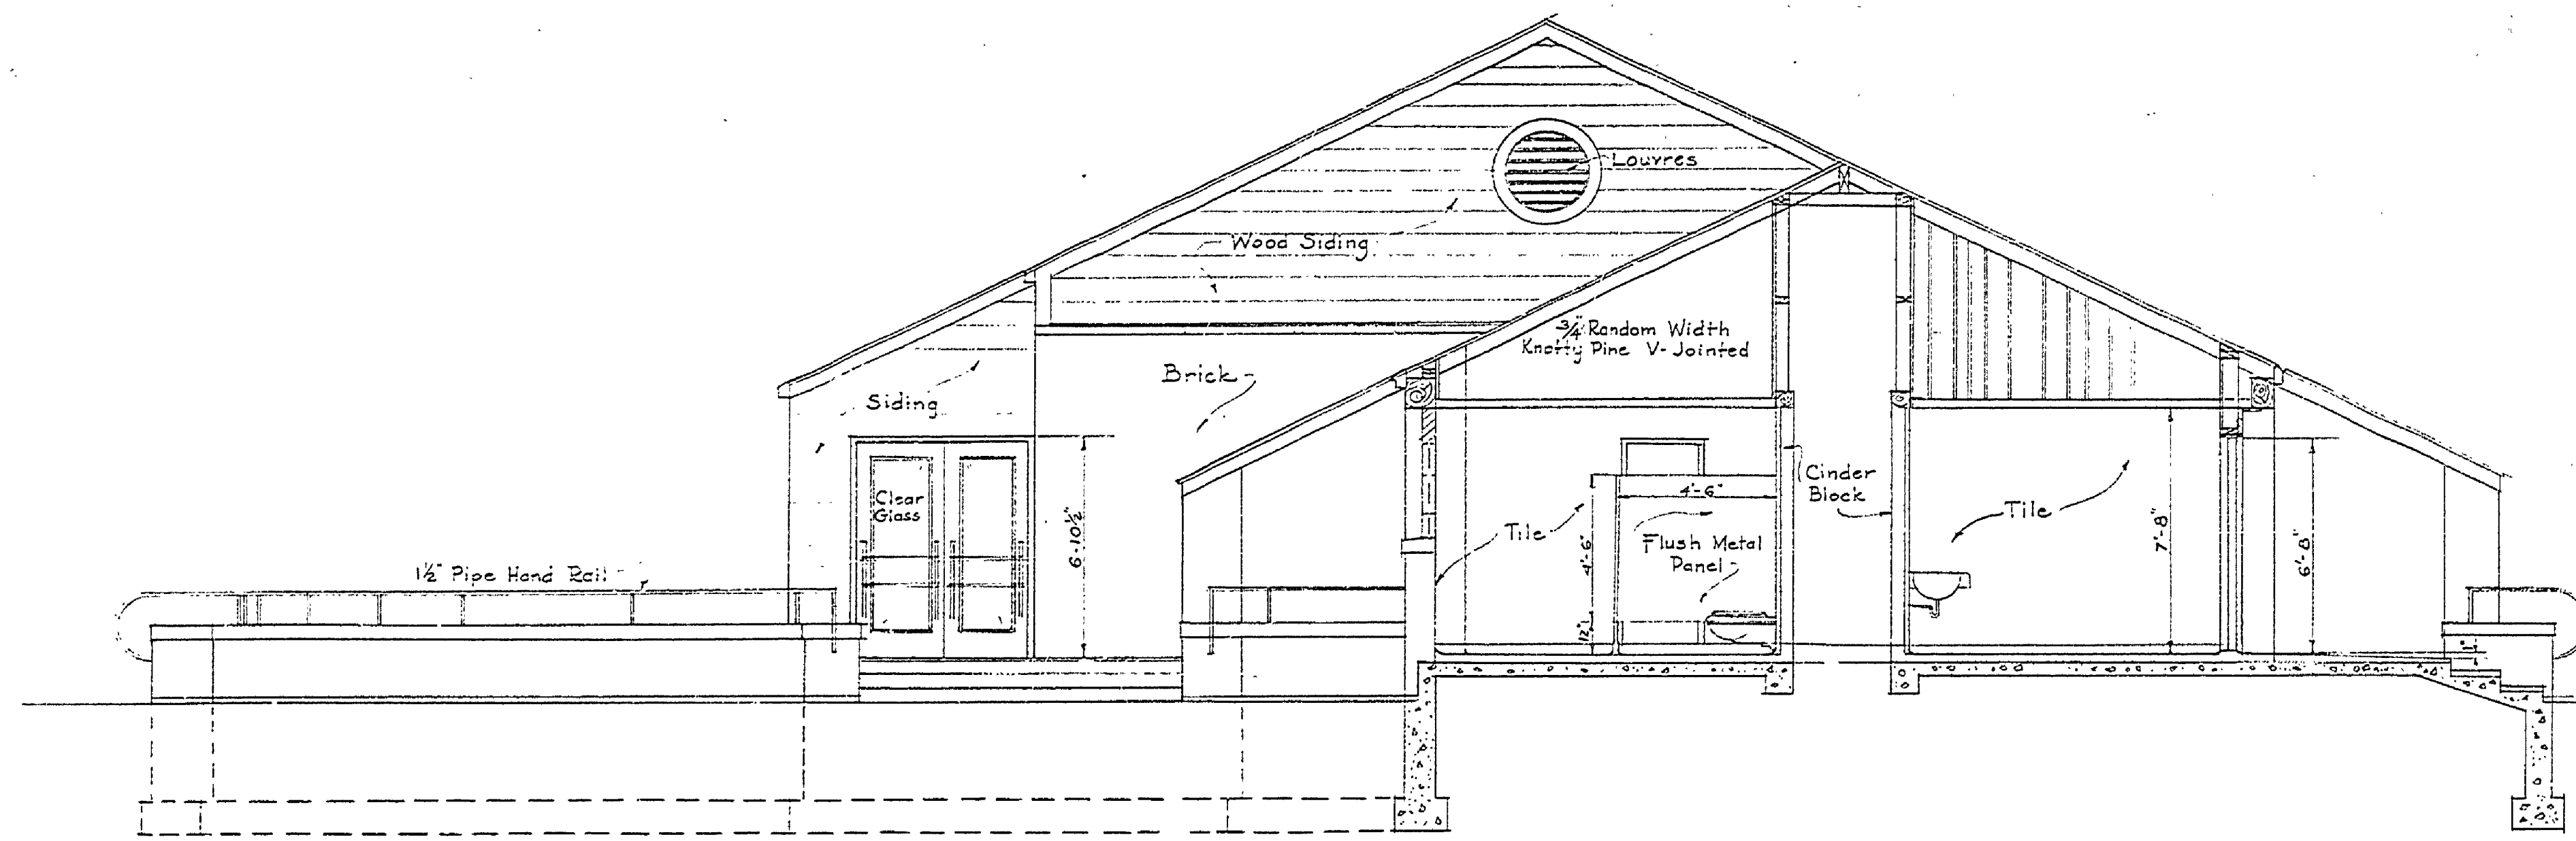 Louvres
Wood Siding
3/4" Random Width
Knotty Pine V-Jointed
Brick
Siding
Clear
Glass
6'-10½"
1½" Pipe Hand Rail
Tile
4'-6"
4'-6"
12"
Flush Metal
Panel
Cinder
Block
Tile
7'-8"
6'-8"
1"